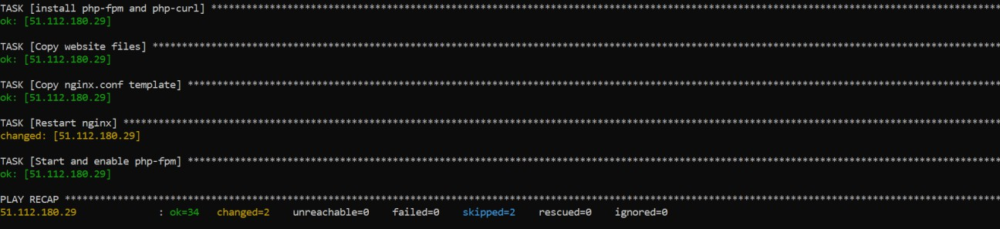 TASK [install php-fpm and php-curl] ****************************************************************************************************************************************
ok: [51.112.180.29]
TASK [Copy website files] **************************************************************************************************************************************************
ok: [51.112.180.29]
TASK [Copy nginx.conf template] ********************************************************************************************************************************************
ok: [51.112.180.29]
TASK [Restart nginx] *******************************************************************************************************************************************************
changed: [51.112.180.29]
TASK [Start and enable php-fpm] ********************************************************************************************************************************************
ok: [51.112.180.29]
PLAY RECAP *****************************************************************************************************************************************************************
51.112.180.29              : ok=34   changed=2    unreachable=0    failed=0    skipped=2    rescued=0    ignored=0